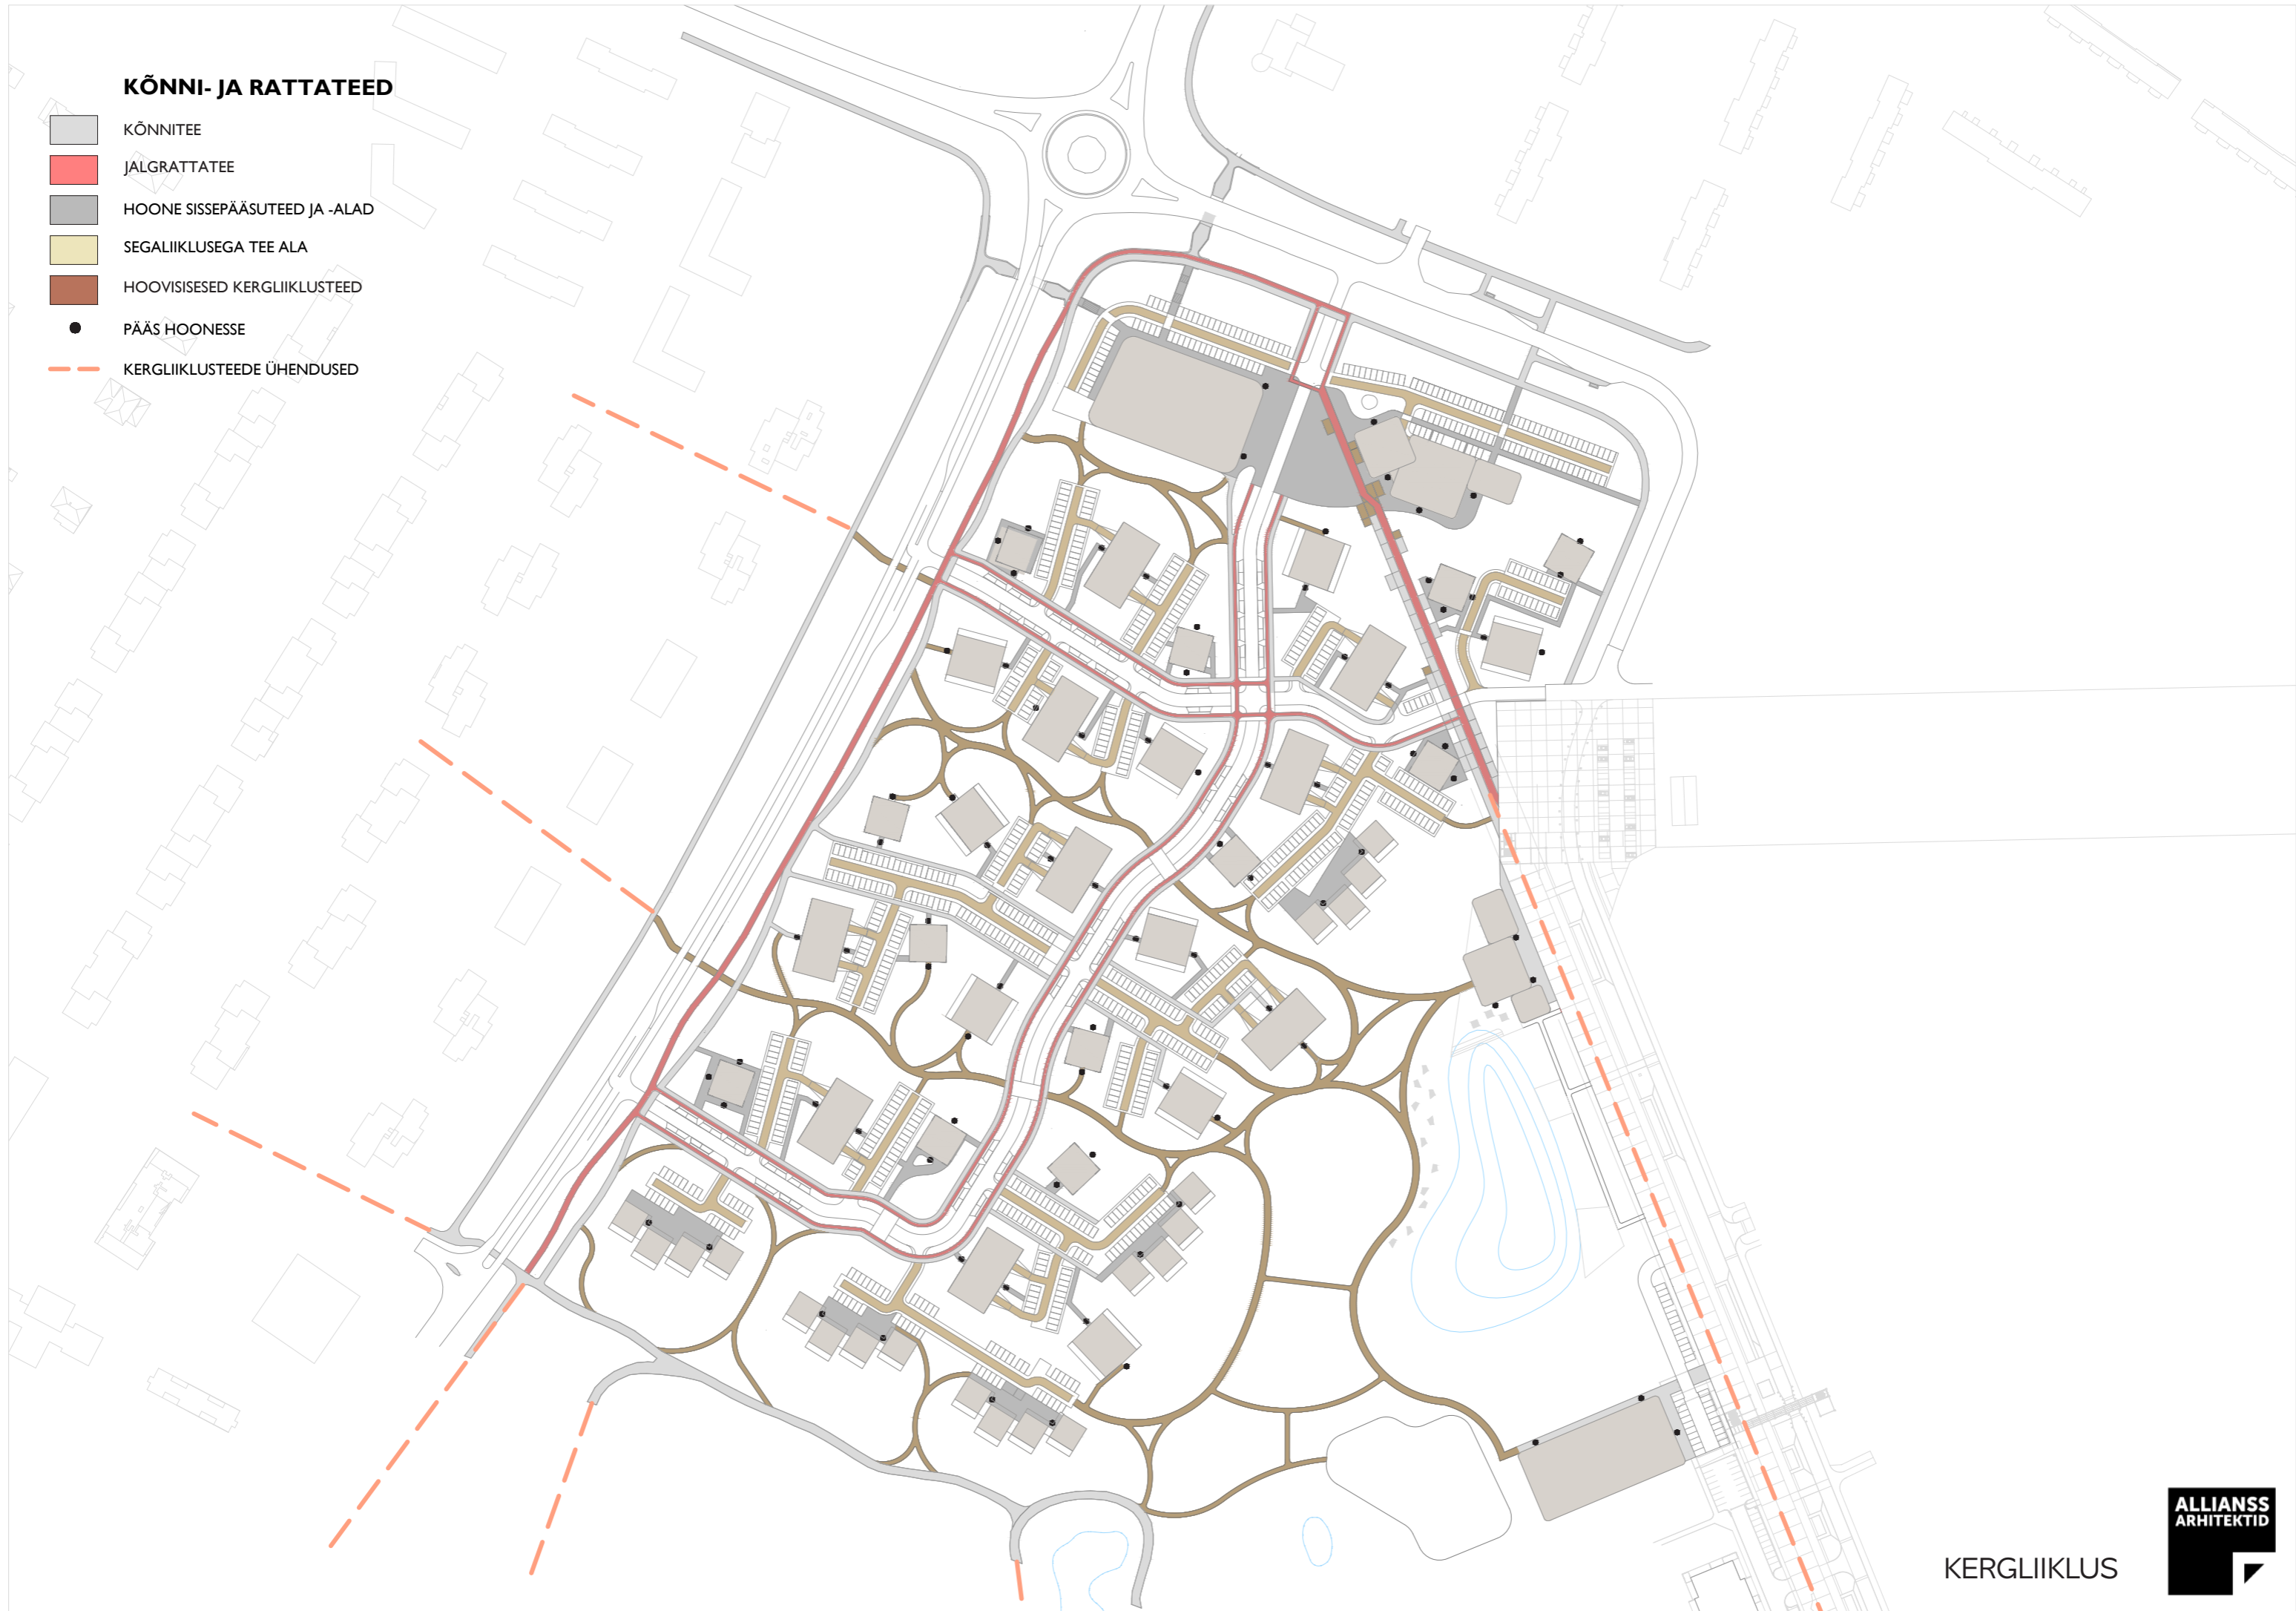 KÕNNI- JA RATTATEED
KÕNNITEE
JALGRATTATEE
HOONE SISSEPÄÄSUTEED JA -ALAD
SEGALIIKLUSEGA TEE ALA
HOOVISISESED KERGLIIKLUSTEED
PÄÄS HOONESSE
KERGLIIKLUSTEEDE ÜHENDUSED
KERGLIIKLUS
ALLIANSS
ARHITEKTID